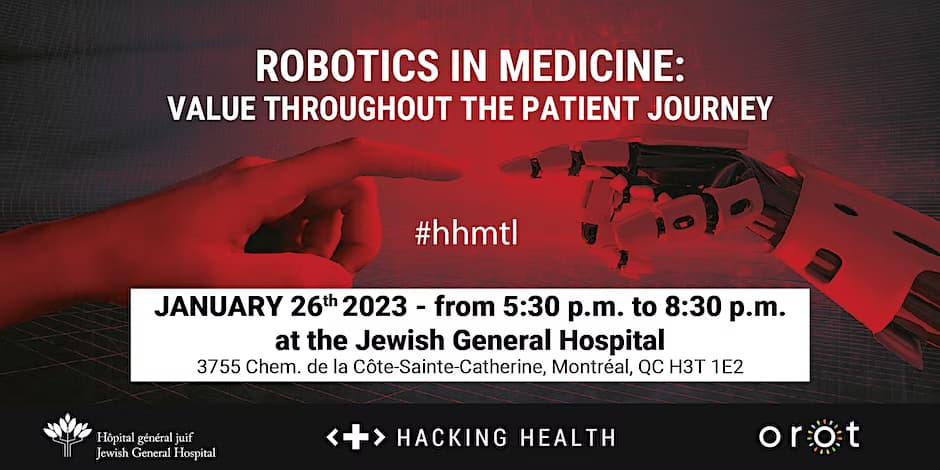 ROBOTICS IN MEDICINE:
VALUE THROUGHOUT THE PATIENT JOURNEY
#hhmtl
JANUARY 26th 2023 - from 5:30 p.m. to 8:30 p.m.
at the Jewish General Hospital
3755 Chem. de la Côte-Sainte-Catherine, Montréal, QC H3T 1E2
Hôpital général juif
Jewish General Hospital
<+> HACKING HEALTH
orot